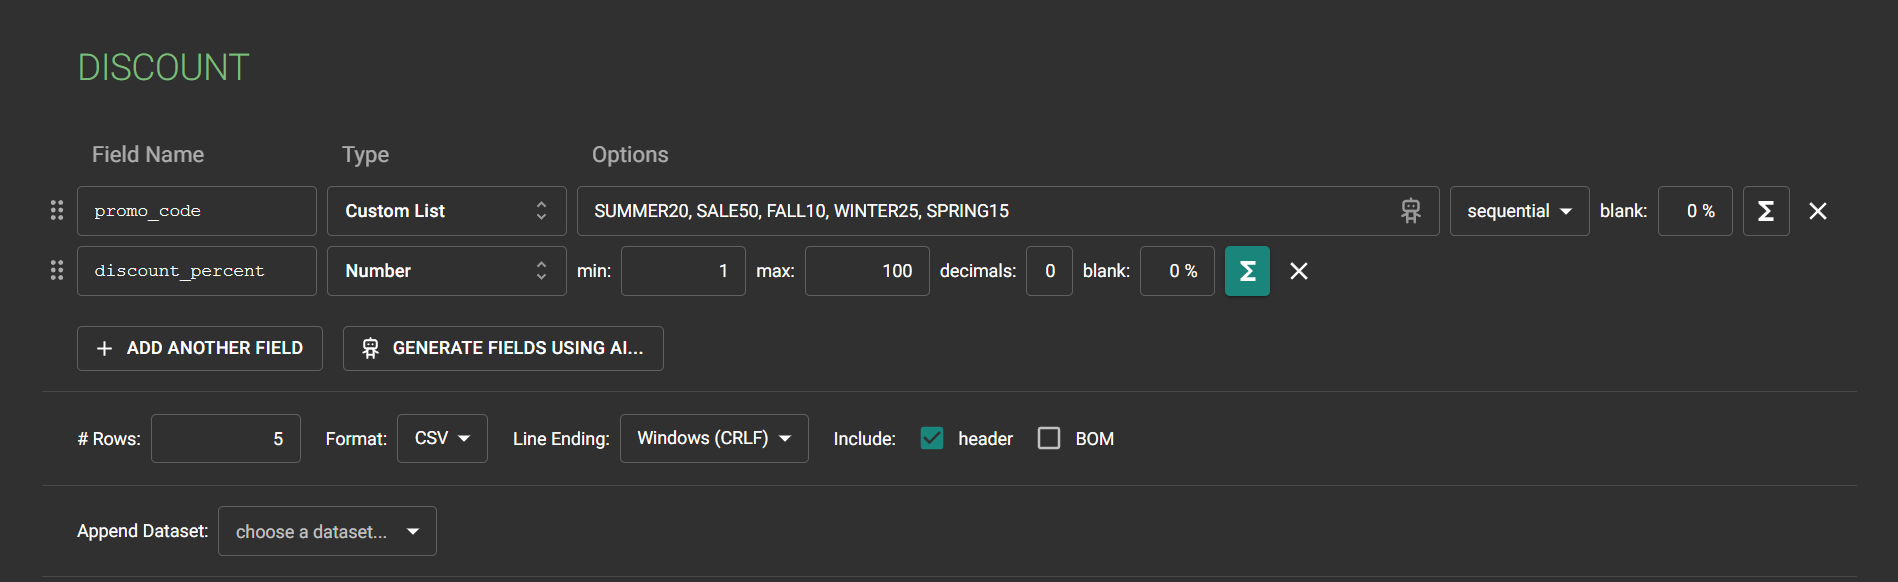 DISCOUNT
Field Name Type Options
promo_code Custom List SUMMER20, SALE50, FALL10, WINTER25, SPRING15 sequential blank: 0 % Σ
discount_percent Number min: 1 max: 100 decimals: 0 blank: 0 % Σ
+ ADD ANOTHER FIELD GENERATE FIELDS USING AI...
# Rows: 5 Format: CSV Line Ending: Windows (CRLF) Include: header BOM
Append Dataset: choose a dataset...